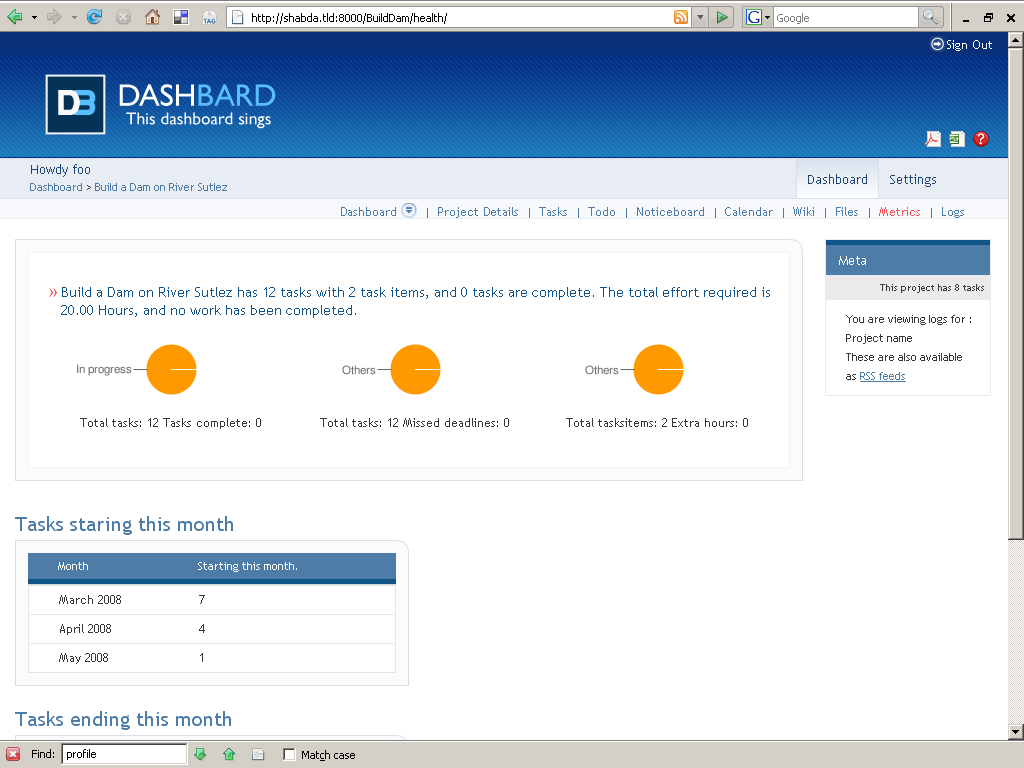 TAG
http://shabda.tld:8000/BuildDam/health/
G
Google
Sign Out
DB
DASHBARD
This dashboard sings
Howdy foo
Dashboard > Build a Dam on River Sutlez
Dashboard
Settings
Dashboard | Project Details | Tasks | Todo | Noticeboard | Calendar | Wiki | Files | Metrics | Logs
» Build a Dam on River Sutlez has 12 tasks with 2 task items, and 0 tasks are complete. The total effort required is
20.00 Hours, and no work has been completed.
In progress
Others
Others
Total tasks: 12 Tasks complete: 0
Total tasks: 12 Missed deadlines: 0
Total tasksitems: 2 Extra hours: 0
Meta
This project has 8 tasks
You are viewing logs for :
Project name
These are also available
as RSS feeds
Tasks staring this month
Month Starting this month.
March 2008 7
April 2008 4
May 2008 1
Tasks ending this month
Find: profile Match case